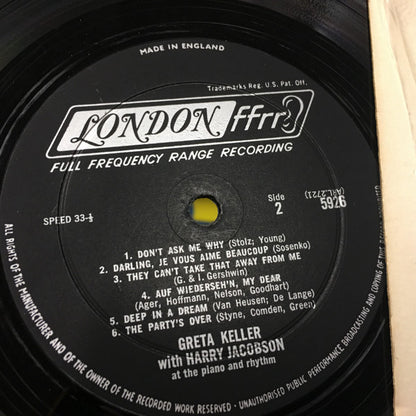 MADE IN ENGLAND
Trademarks Reg. U.S. Pat. Off.
LONDON ffrr
FULL FREQUENCY RANGE RECORDING
SPEED 33-⅓
Side
2
(ARL.2721)
5926
1. DON'T ASK ME WHY (Stolz; Young)
2. DARLING, JE VOUS AIME BEAUCOUP (Sosenko)
3. THEY CAN'T TAKE THAT AWAY FROM ME
(G. & I. Gershwin)
4. AUF WIEDERSEH'N, MY DEAR
(Ager, Hoffmann, Nelson, Goodhart)
5. DEEP IN A DREAM (Van Heusen; De Lange)
6. THE PARTY'S OVER (Styne, Comden, Green)
GRETA KELLER
with HARRY JACOBSON
at the piano and rhythm
ALL RIGHTS OF THE MANUFACTURER AND OF THE OWNER OF THE RECORDED WORK RESERVED · UNAUTHORISED PUBLIC PERFORMANCE BROADCASTING AND COPYING OF